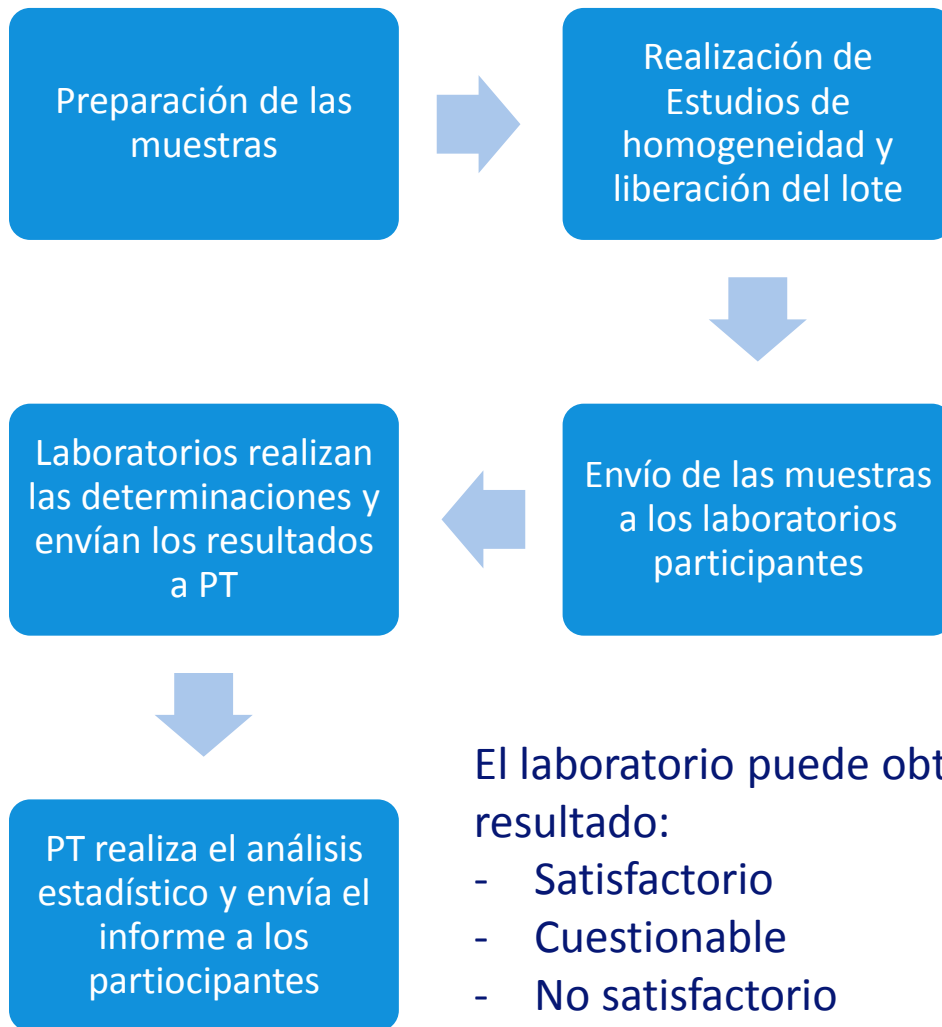 Preparación de las
muestras
Realización de
Estudios de
homogeneidad y
liberación del lote
Envío de las muestras
a los laboratorios
participantes
Laboratorios realizan
las determinaciones y
envían los resultados
a PT
PT realiza el análisis
estadístico y envía el
informe a los
partiocipantes
El laboratorio puede
resultado:
- Satisfactorio
- Cuestionable
- No satisfactorio